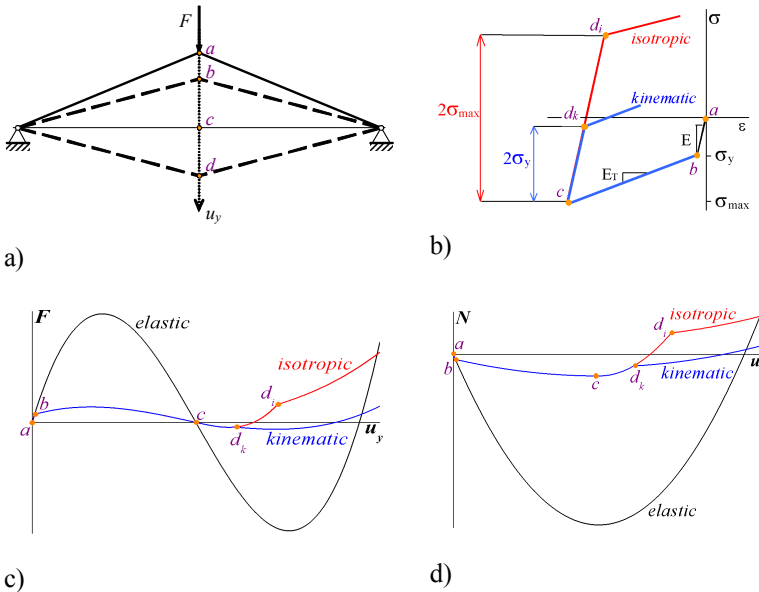 F
a
b
c
d
u_y
a)
d_i
isotropic
σ
2σ_max
d_k
kinematic
a
ε
E
2σ_y
σ_y
b
E_T
c
σ_max
b)
F
elastic
isotropic
d_i
b
a
c
d_k
kinematic
u_y
c)
N
isotropic
d_i
a
b
u
c
d_k
kinematic
elastic
d)